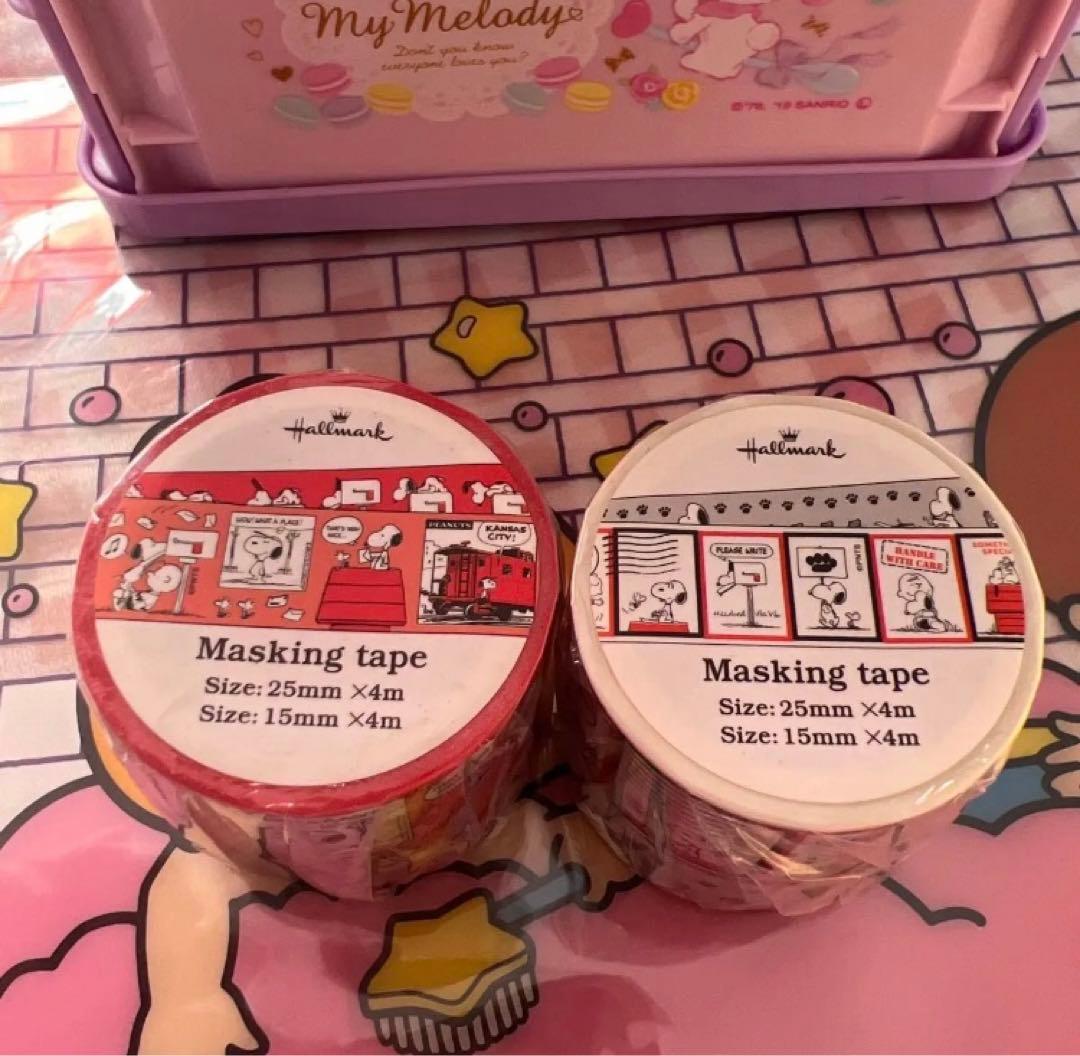 My Melody
Don't you know
everyone loves you?
©'76, '19 SANRIO Ⓛ
Hallmark
WOW! WHAT A PLACE!
PEANUTS
KANSAS
CITY!
Masking tape
Size: 25mm ×4m
Size: 15mm ×4m
Hallmark
PLEASE WRITE
©PNTS
HANDLE
WITH CARE
Masking tape
Size: 25mm ×4m
Size: 15mm ×4m